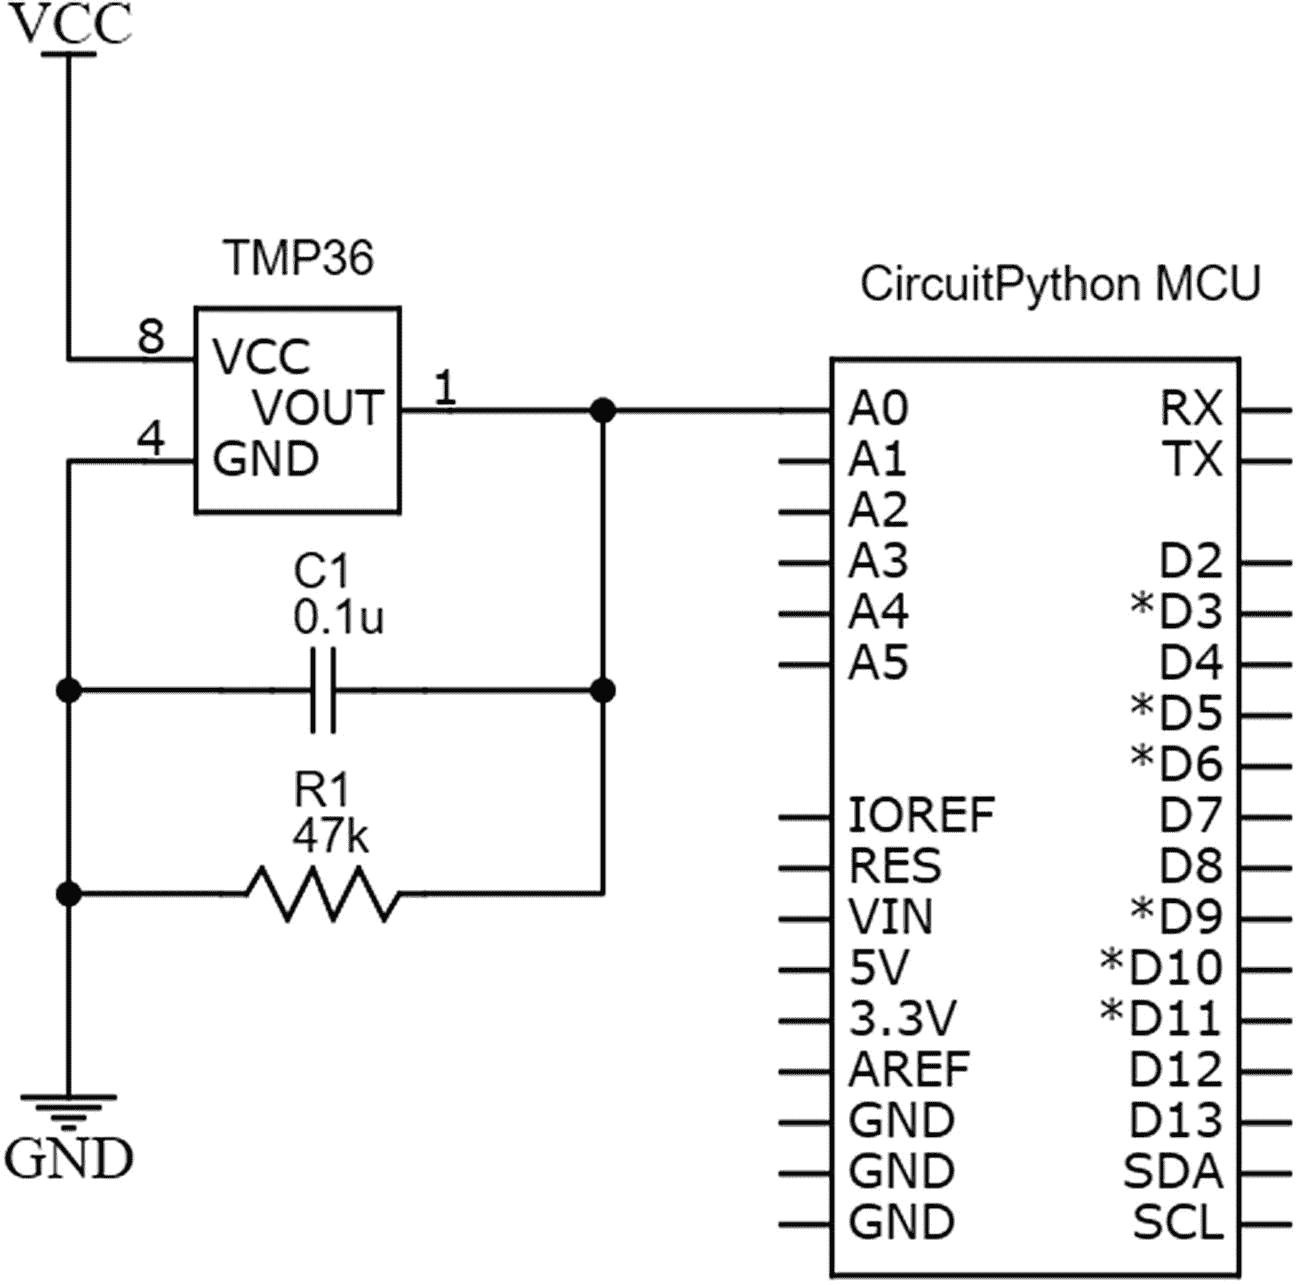 VCC
TMP36
8
VCC
VOUT
1
4
GND
C1
0.1u
R1
47k
GND
CircuitPython MCU
A0
A1
A2
A3
A4
A5
IOREF
RES
VIN
5V
3.3V
AREF
GND
GND
GND
RX
TX
D2
*D3
D4
*D5
*D6
D7
D8
*D9
*D10
*D11
D12
D13
SDA
SCL